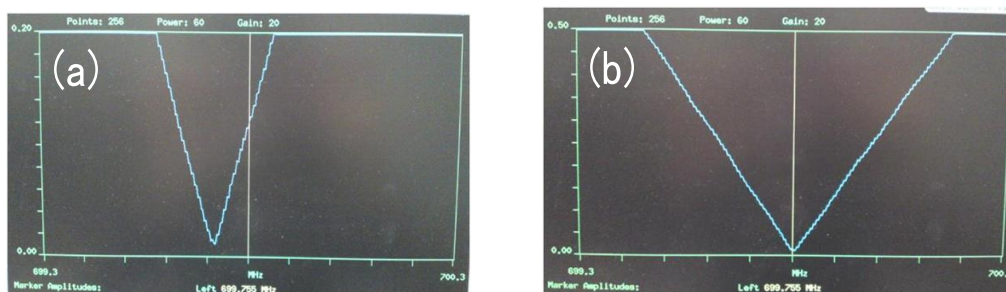 Points: 256 Power: 60 Gain: 20
0.20
(a)
0.00
699.3 MHz 700.3
Marker Amplitudes: Left 699.755 MHz
Points: 256 Power: 60 Gain: 20
0.50
(b)
0.00
699.3 MHz 700.3
Marker Amplitudes: Left 699.755 MHz